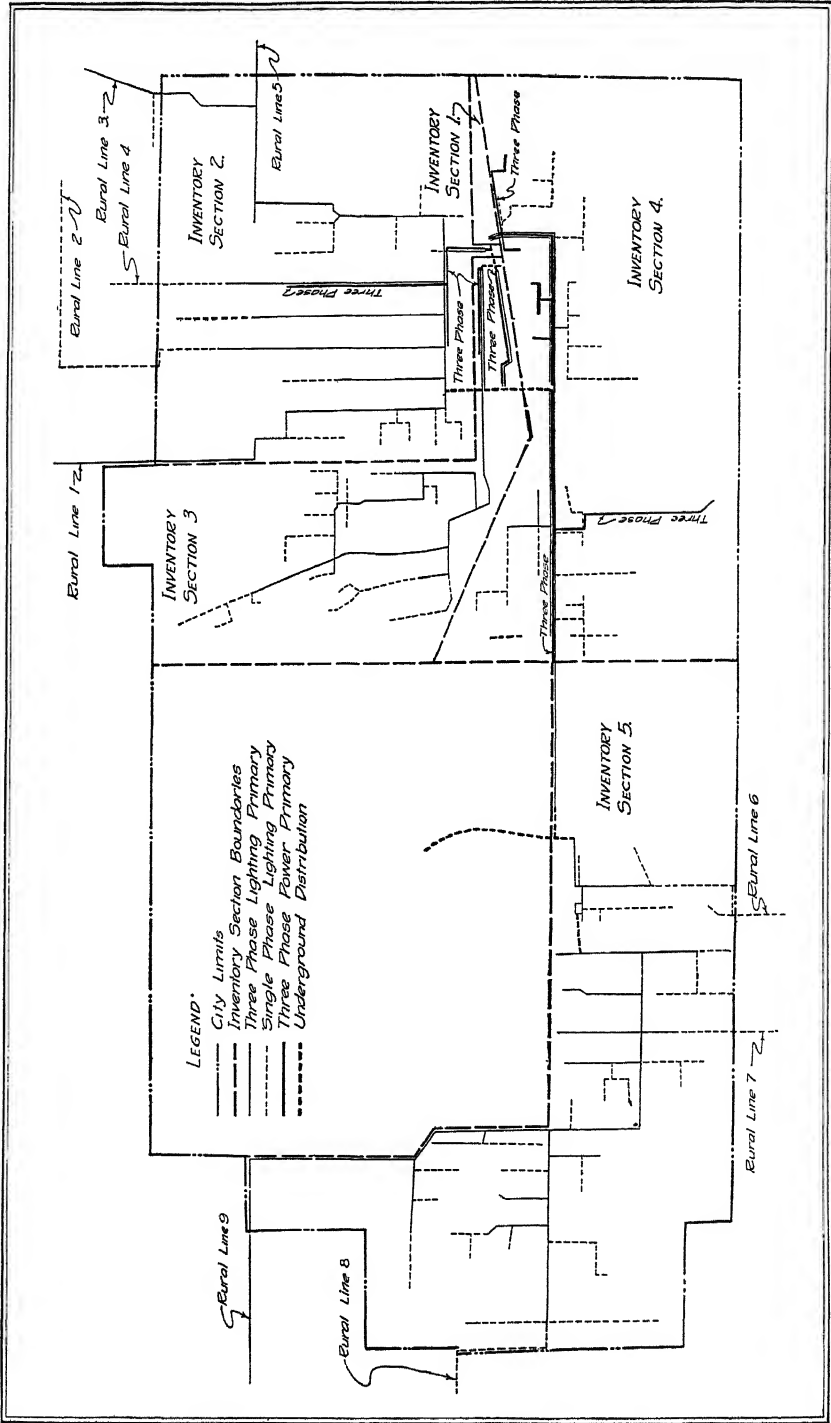 Rural Line 9
Rural Line 8
LEGEND.
City Limits
Inventory Section Boundaries
Three Phase Lighting Primary
Single Phase Lighting Primary
Three Phase Power Primary
Underground Distribution
Rural Line 1
INVENTORY
SECTION 3
Rural Line 2
Rural Line 3
Rural Line 4
INVENTORY
SECTION 2.
Rural Line 5
Three Phase
Three Phase
Three Phase
INVENTORY
SECTION 1.
Three Phase
INVENTORY
SECTION 4.
Three Phase
Three Phase
INVENTORY
SECTION 5.
Rural Line 6
Rural Line 7